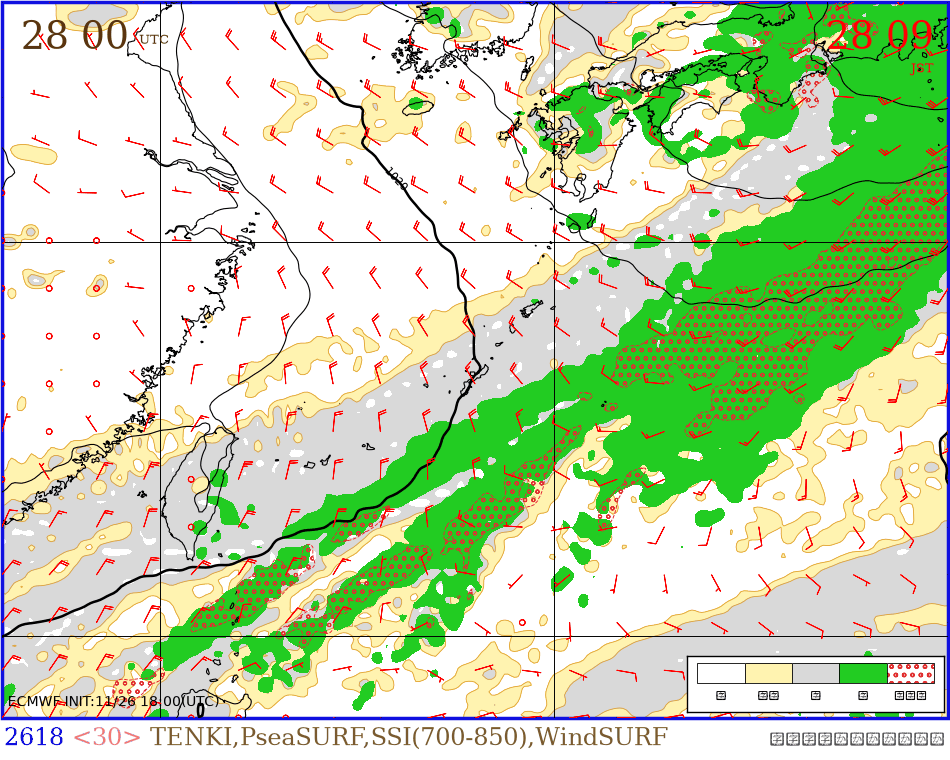 28 00 UTC
28 09
JST
1020
ECMWF INIT:11/26 18:00(UTC)
0
2618 <30> TENKI,PseaSURF,SSI(700-850),WindSURF